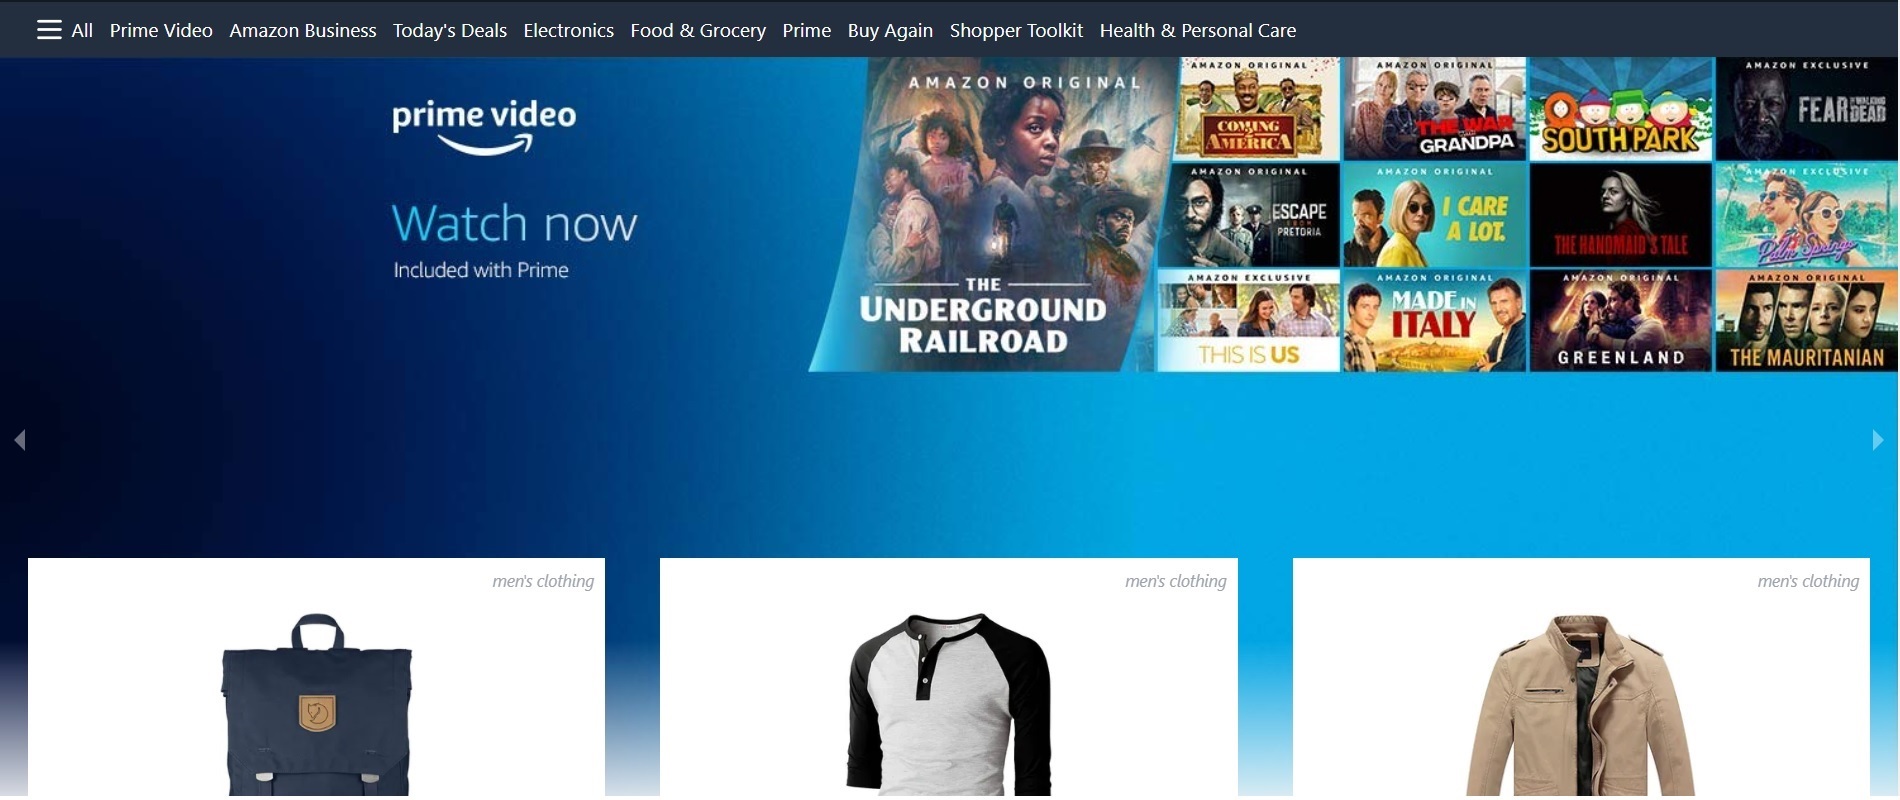 All Prime Video Amazon Business Today's Deals Electronics Food & Grocery Prime Buy Again Shopper Toolkit Health & Personal Care
prime video
Watch now
Included with Prime
AMAZON ORIGINAL
THE
UNDERGROUND
RAILROAD
AMAZON ORIGINAL
COMING
2
AMERICA
AMAZON ORIGINAL
THE WAR
WITH
GRANDPA
SOUTH PARK
AMAZON EXCLUSIVE
FEAR THE WALKING DEAD
AMAZON ORIGINAL
ESCAPE
FROM
PRETORIA
AMAZON ORIGINAL
I CARE
A LOT.
THE HANDMAID'S TALE
AMAZON EXCLUSIVE
Palm Springs
AMAZON EXCLUSIVE
THIS IS US
AMAZON ORIGINAL
MADE IN
ITALY
AMAZON ORIGINAL
GREENLAND
AMAZON ORIGINAL
THE MAURITANIAN
men's clothing
men's clothing
men's clothing